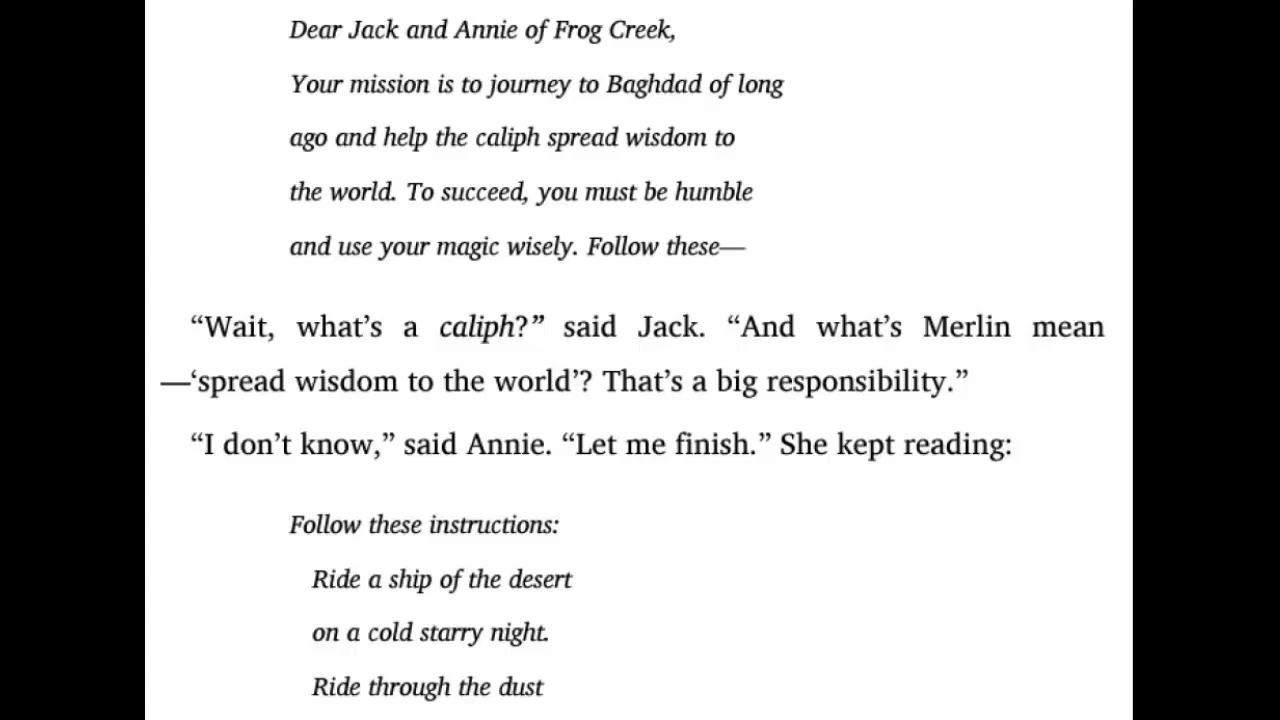 Dear Jack and Annie of Frog Creek,
Your mission is to journey to Baghdad of long
ago and help the caliph spread wisdom to
the world. To succeed, you must be humble
and use your magic wisely. Follow these—
“Wait, what’s a caliph?” said Jack. “And what’s Merlin mean
—‘spread wisdom to the world’? That’s a big responsibility.”
“I don’t know,” said Annie. “Let me finish.” She kept reading:
Follow these instructions:
Ride a ship of the desert
on a cold starry night.
Ride through the dust